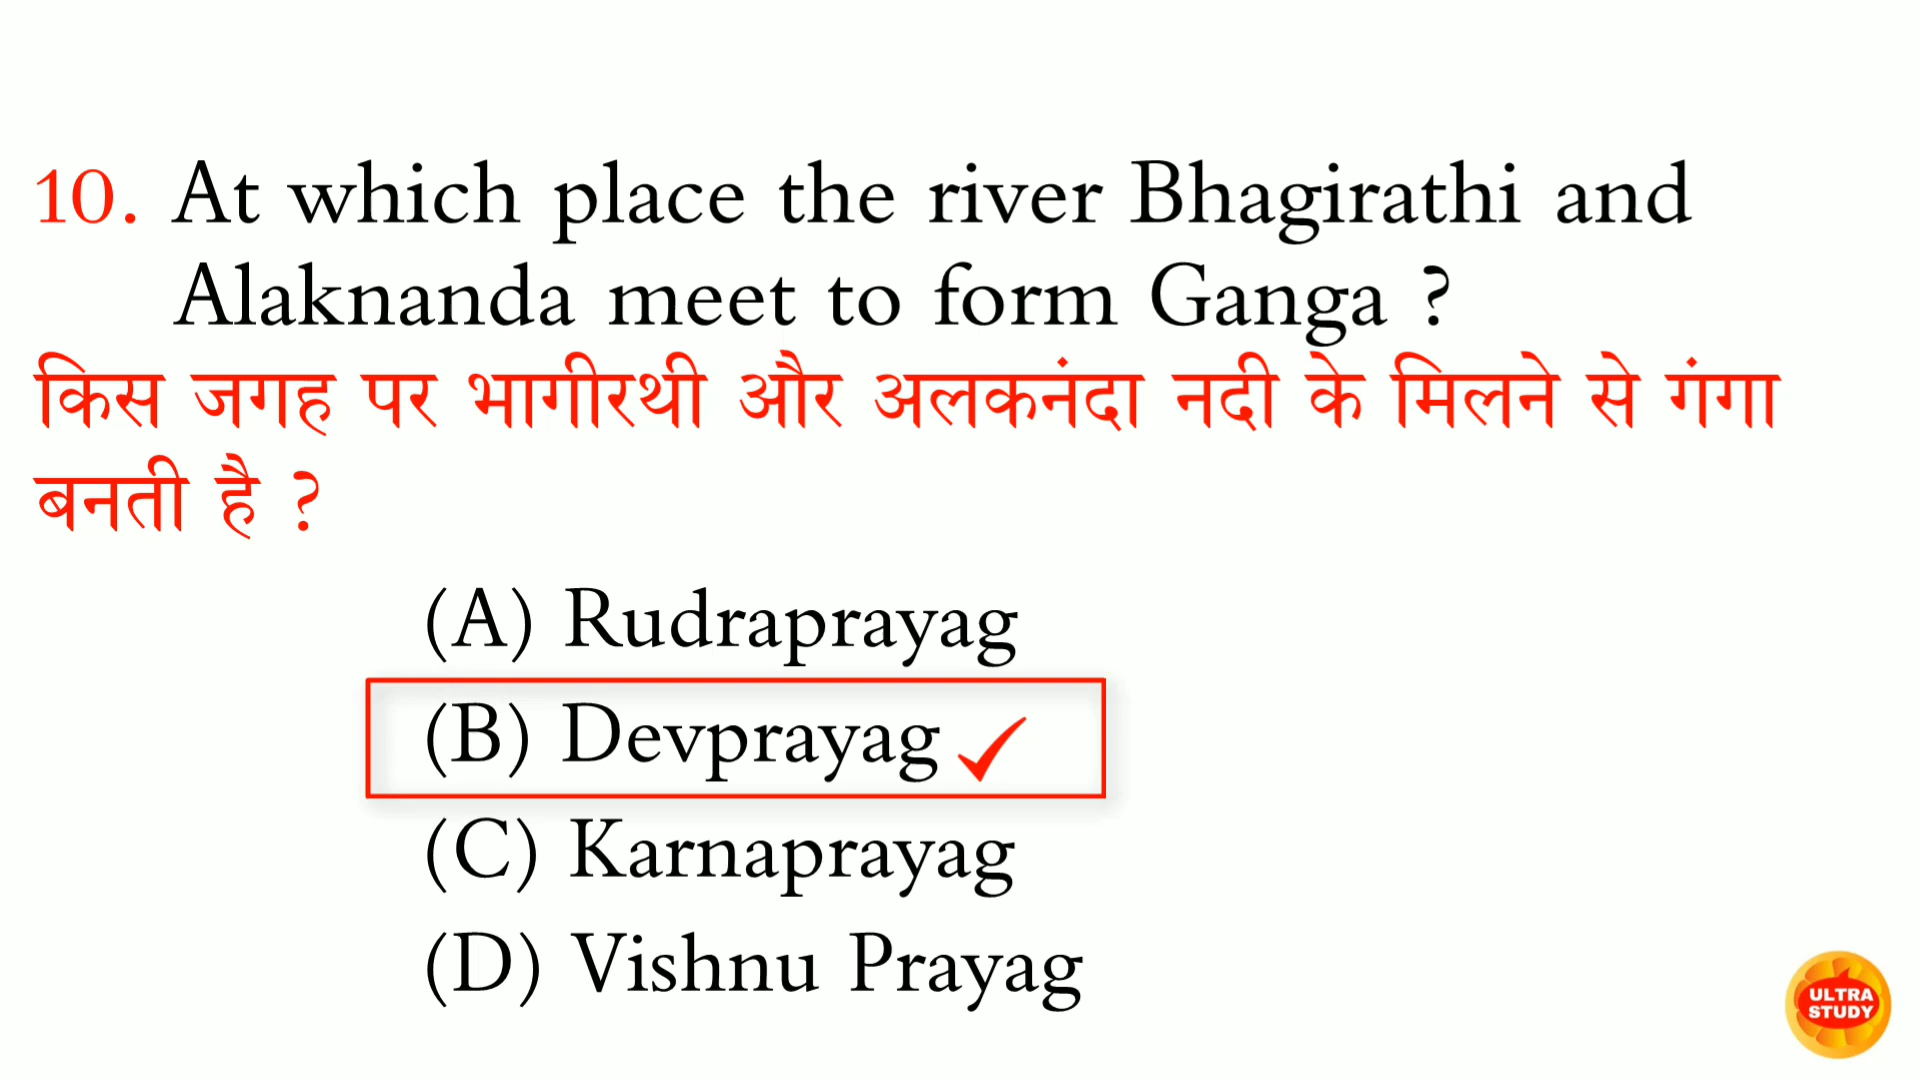 10. At which place the river Bhagirathi and
Alaknanda meet to form Ganga ?
किस जगह पर भागीरथी और अलकनंदा नदी के मिलने से गंगा
बनती है ?
(A) Rudraprayag
(B) Devprayag
(C) Karnaprayag
(D) Vishnu Prayag
ULTRA
STUDY